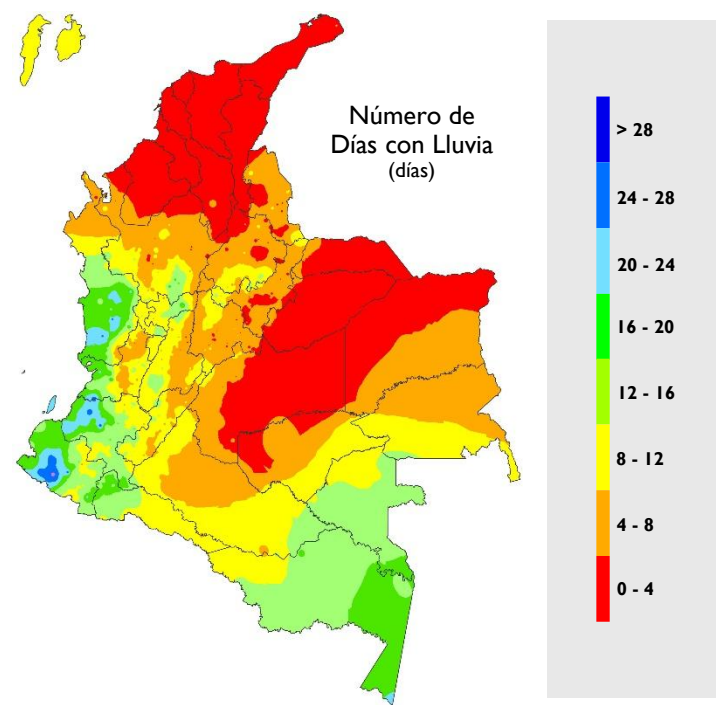 Número de
Días con Lluvia
(días)
> 28
24 - 28
20 - 24
16 - 20
12 - 16
8 - 12
4 - 8
0 - 4